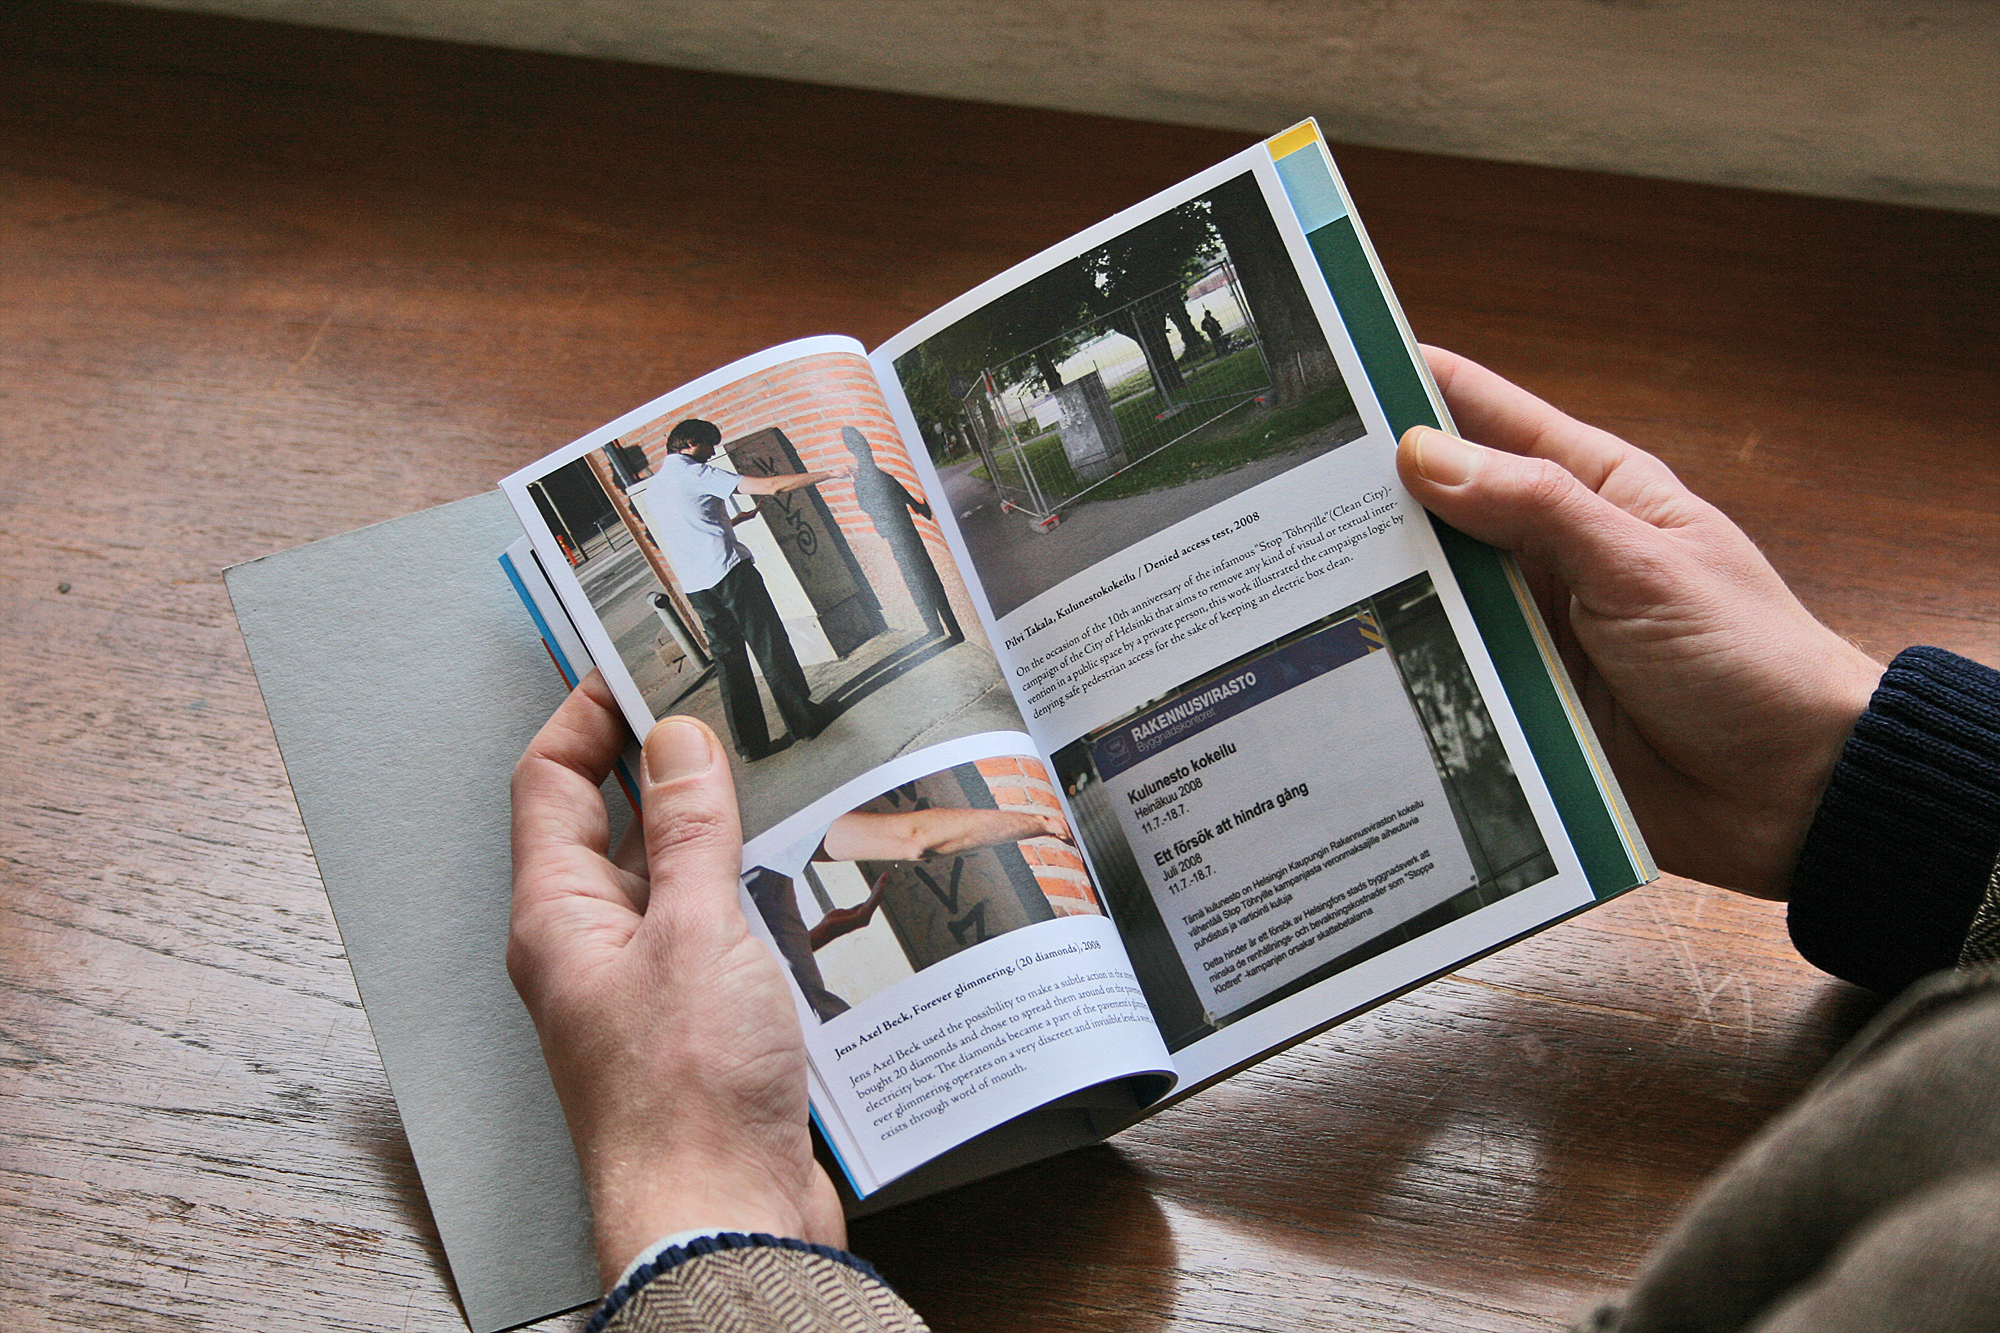 Jens Axel Beck, Forever glimmering, (20 diamonds), 2008
Jens Axel Beck used the possibility to make a subtle action in the
bought 20 diamonds and chose to spread them around on the
electricity box. The diamonds became a part of the pavement's
ever glimmering operates on a very discreet and invisible level,
exists through word of mouth.
Pilvi Takala, Kulunestokokeilu / Denied access test, 2008
On the occasion of the 10th anniversary of the infamous "Stop Töhryille"(Clean City)-
campaign of the City of Helsinki that aims to remove any kind of visual or textual inter-
vention in a public space by a private person, this work illustrated the campaigns logic by
denying safe pedestrian access for the sake of keeping an electric box clean.
RAKENNUSVIRASTO
Byggnadskontoret
Kulunesto kokeilu
Heinäkuu 2008
11.7.-18.7.
Ett försök att hindra gång
Juli 2008
11.7.-18.7.
Tämä kulunesto on Helsingin Kaupungin Rakennusviraston kokeilu
vähentää Stop Töhryille kampanjasta veronmaksajille aiheutuvia
puhdistus ja vartiointi kuluja
Detta hinder är ett försök av Helsingfors stads byggnadsverk att
minska de renhållnings- och bevakningskostnader som "Stoppa
Klottret" -kampanjen orsakar skattebetalarna